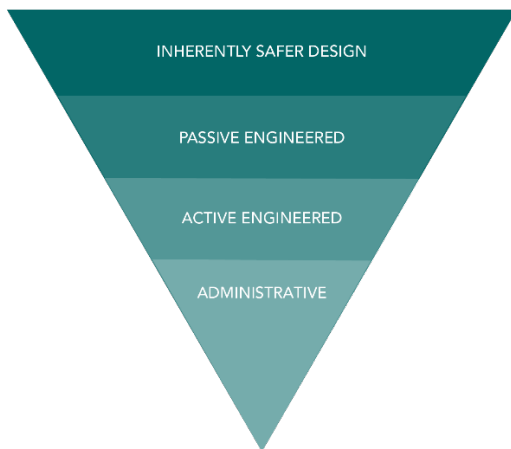 INHERENTLY SAFER DESIGN
PASSIVE ENGINEERED
ACTIVE ENGINEERED
ADMINISTRATIVE